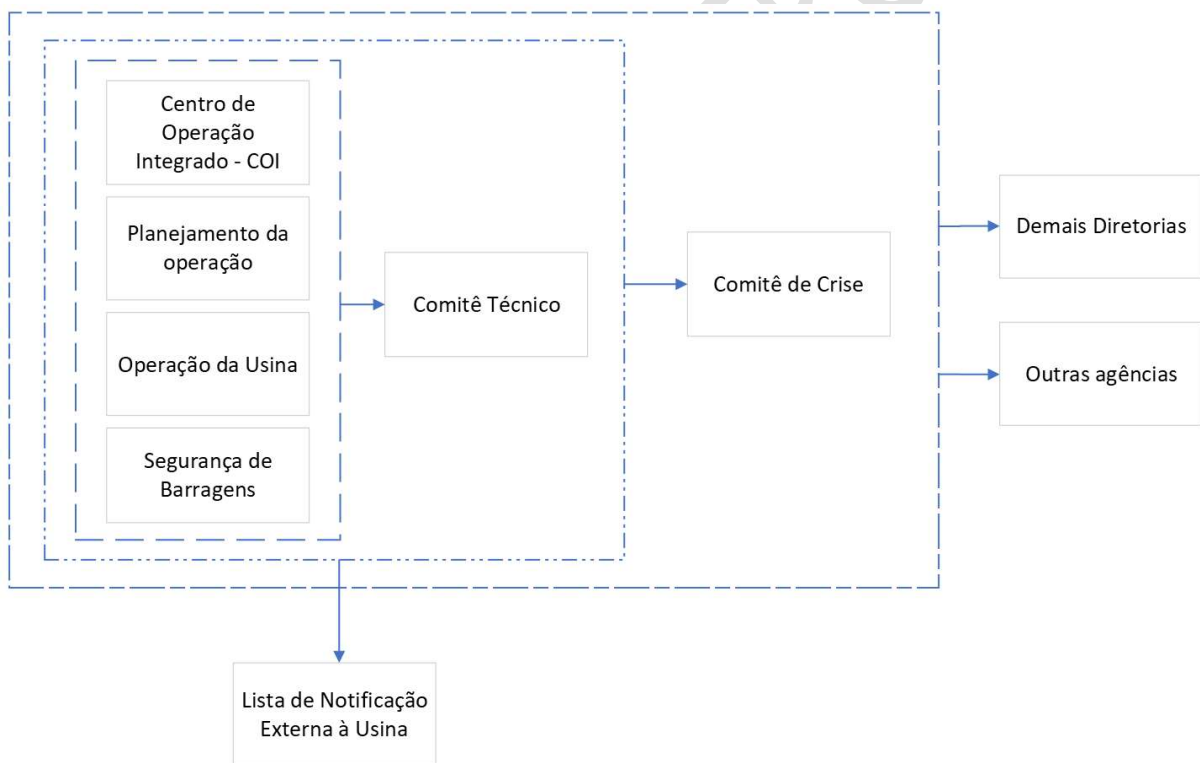 Centro de
Operação
Integrado - COI
Planejamento da
operação
Operação da Usina
Segurança de
Barragens
Comitê Técnico
Comitê de Crise
Demais Diretorias
Outras agências
Lista de Notificação
Externa à Usina